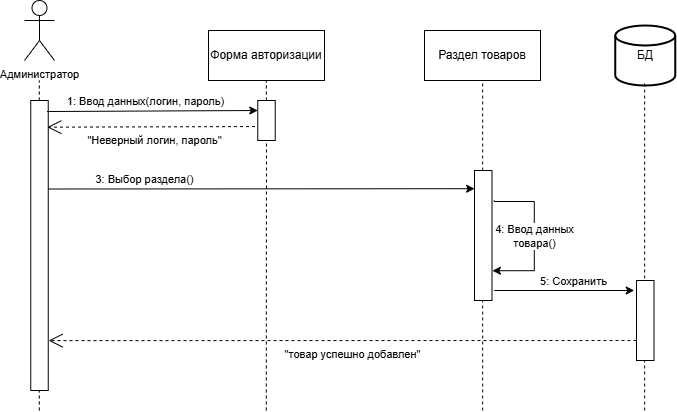 Администратор
Форма авторизации
Раздел товаров
БД
1: Ввод данных(логин, пароль)
"Неверный логин, пароль"
3: Выбор раздела()
4: Ввод данных
товара()
5: Сохранить
"товар успешно добавлен"